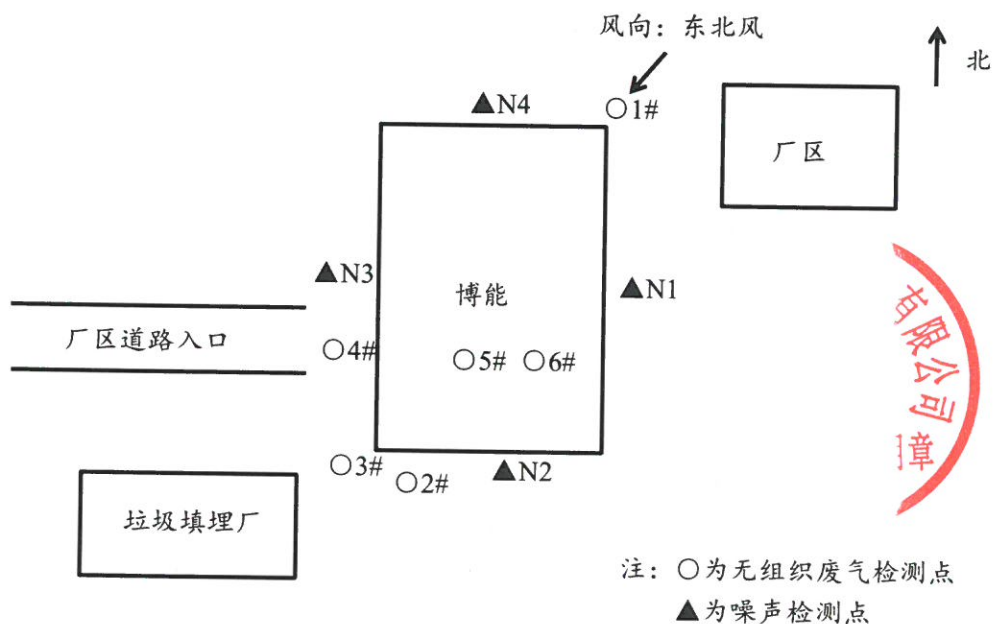 风向：东北风
北
▲N4
○1#
厂区
▲N3
博能
▲N1
厂区道路入口
○4#
○5# ○6#
有限公司
章
○3#
○2#
▲N2
垃圾填埋厂
注：○为无组织废气检测点
▲为噪声检测点